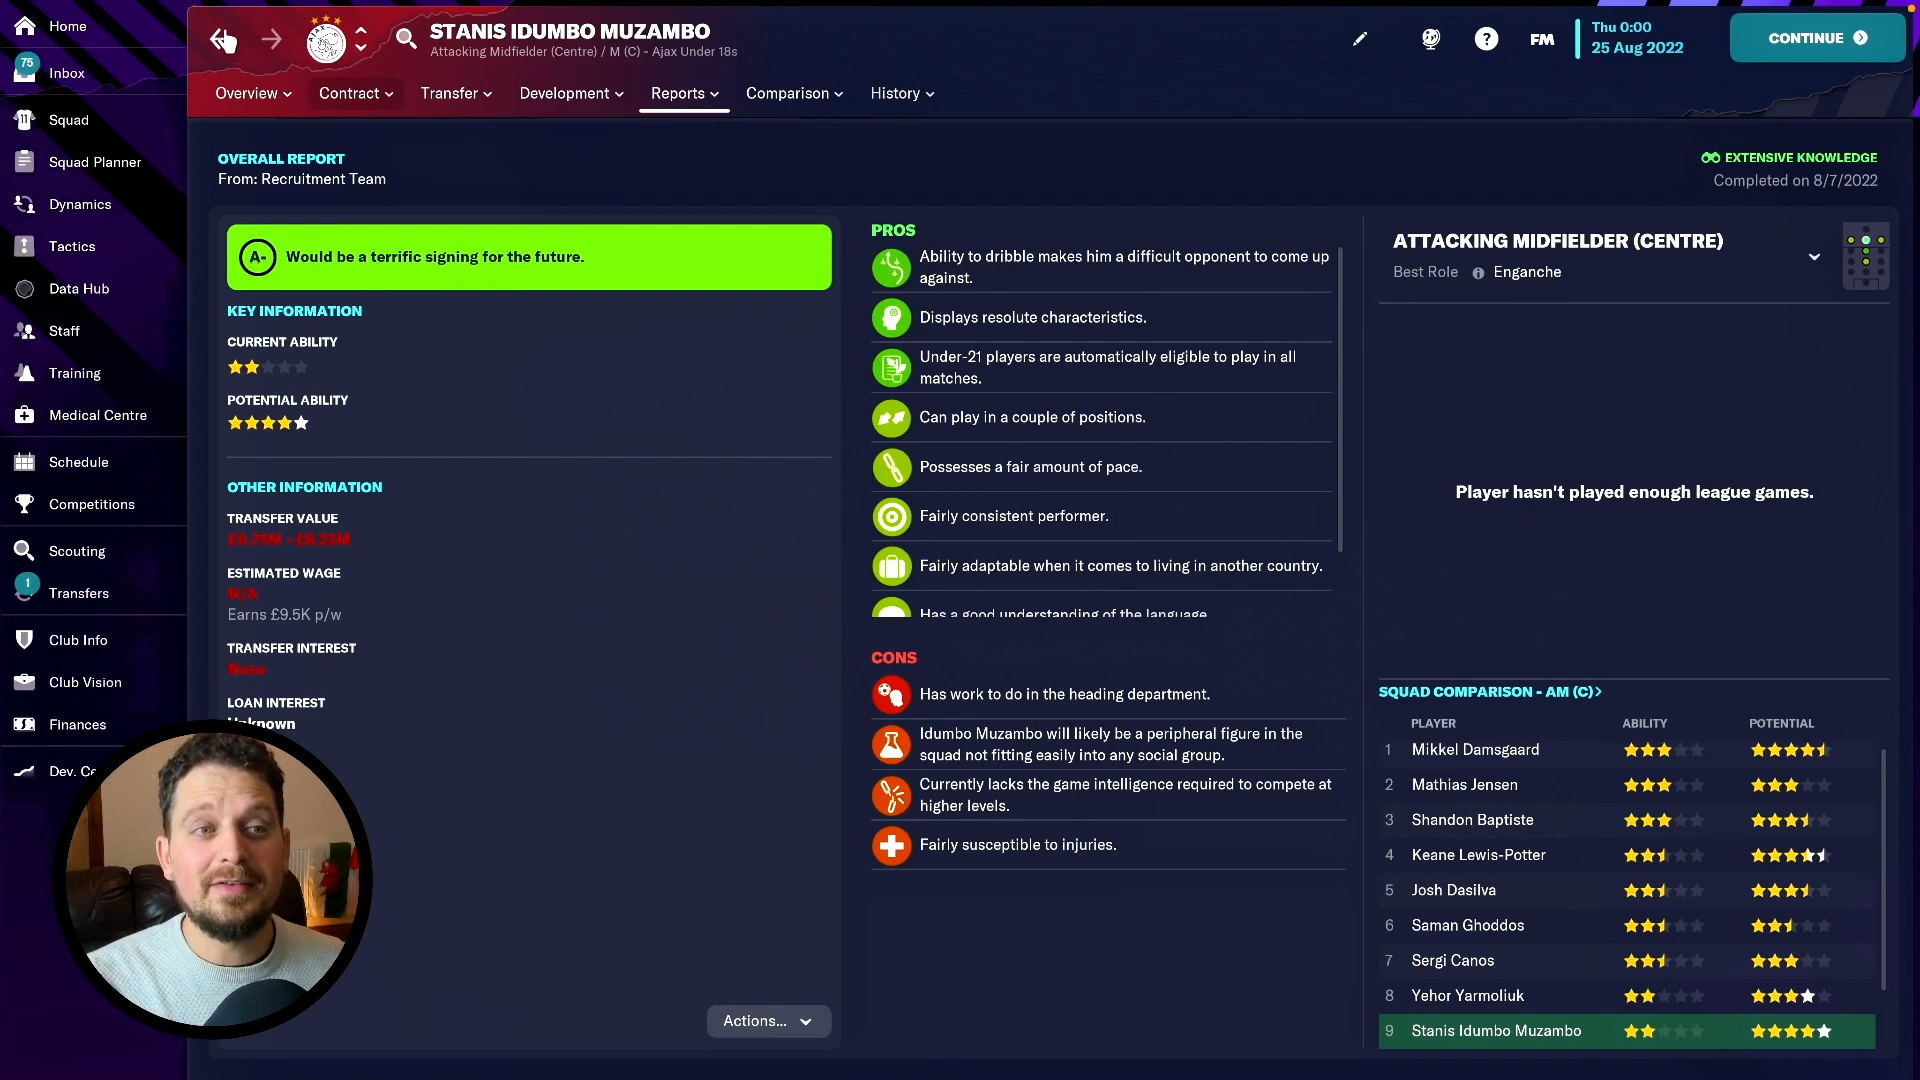 Home
75
Inbox
11
Squad
Squad Planner
Dynamics
Tactics
Data Hub
Staff
Training
Medical Centre
Schedule
Competitions
Scouting
1
Transfers
Club Info
Club Vision
Finances
Dev. Ce
STANIS IDUMBO MUZAMBO
Attacking Midfielder (Centre) / M (C) - Ajax Under 18s
?
FM
Thu 0:00
25 Aug 2022
CONTINUE
Overview
Contract
Transfer
Development
Reports
Comparison
History
OVERALL REPORT
From: Recruitment Team
EXTENSIVE KNOWLEDGE
Completed on 8/7/2022
A-
Would be a terrific signing for the future.
KEY INFORMATION
CURRENT ABILITY
POTENTIAL ABILITY
OTHER INFORMATION
TRANSFER VALUE
ESTIMATED WAGE
N/A
Earns £9.5K p/w
TRANSFER INTEREST
None
LOAN INTEREST
Unknown
Actions...
PROS
Ability to dribble makes him a difficult opponent to come up
against.
Displays resolute characteristics.
Under-21 players are automatically eligible to play in all
matches.
Can play in a couple of positions.
Possesses a fair amount of pace.
Fairly consistent performer.
Fairly adaptable when it comes to living in another country.
Has a good understanding of the language
CONS
Has work to do in the heading department.
Idumbo Muzambo will likely be a peripheral figure in the
squad not fitting easily into any social group.
Currently lacks the game intelligence required to compete at
higher levels.
Fairly susceptible to injuries.
ATTACKING MIDFIELDER (CENTRE)
Best Role Enganche
Player hasn't played enough league games.
SQUAD COMPARISON - AM (C)>
PLAYER ABILITY POTENTIAL
1 Mikkel Damsgaard
2 Mathias Jensen
3 Shandon Baptiste
4 Keane Lewis-Potter
5 Josh Dasilva
6 Saman Ghoddos
7 Sergi Canos
8 Yehor Yarmoliuk
9 Stanis Idumbo Muzambo